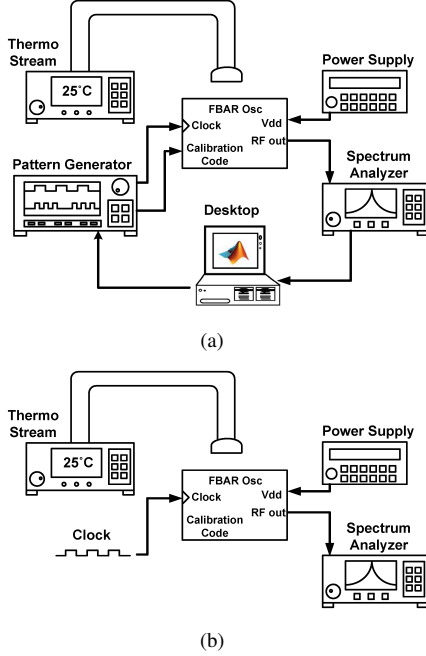 Thermo
Stream
25°C
Power Supply
FBAR Osc
Clock
Vdd
RF out
Calibration
Code
Pattern Generator
Spectrum
Analyzer
Desktop
(a)
Thermo
Stream
25°C
Power Supply
FBAR Osc
Clock
Vdd
RF out
Calibration
Code
Clock
Spectrum
Analyzer
(b)